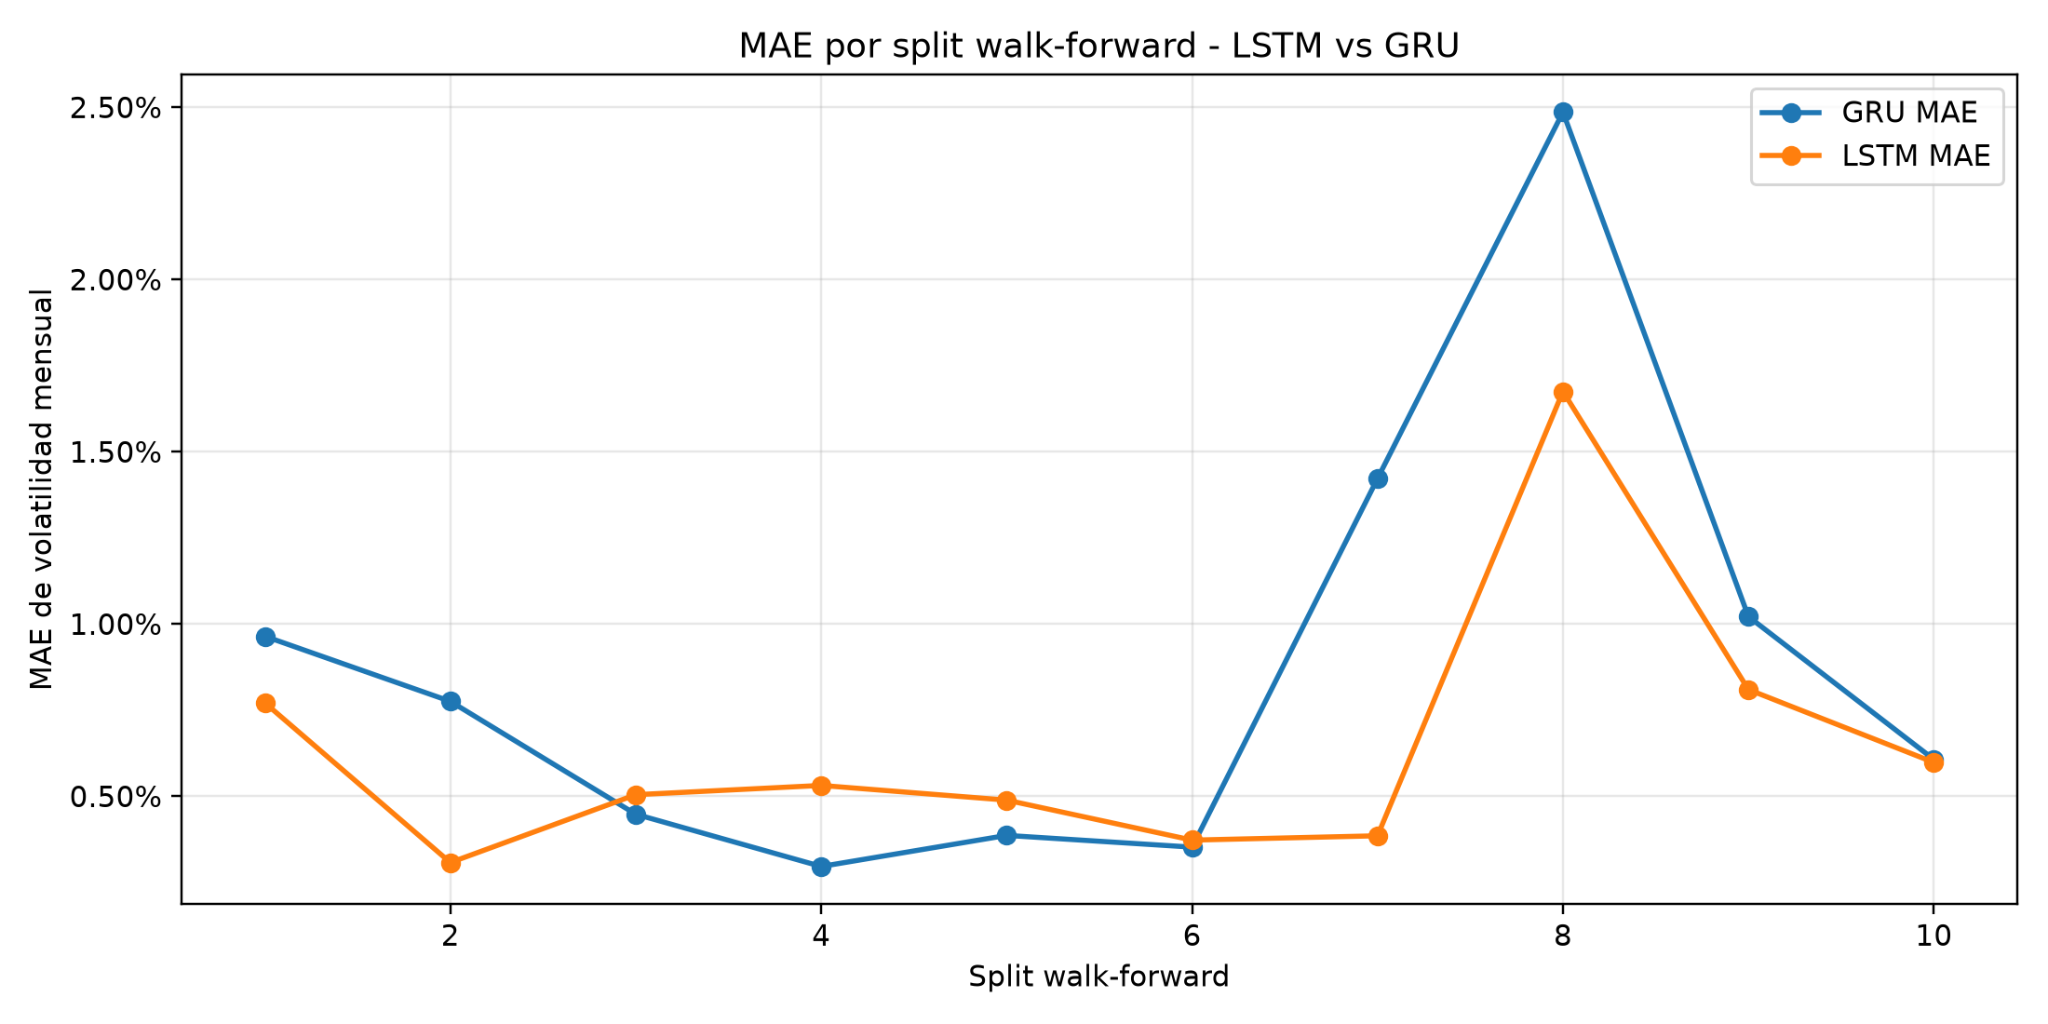 MAE por split walk-forward - LSTM vs GRU
GRU MAE
LSTM MAE
MAE de volatilidad mensual
2.50%
2.00%
1.50%
1.00%
0.50%
2 4 6 8 10
Split walk-forward